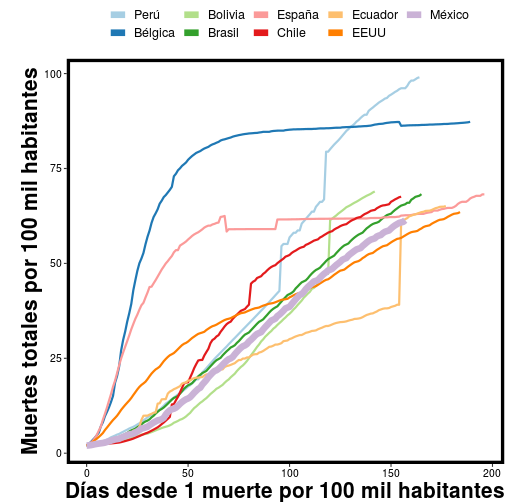 Perú Bolivia España Ecuador México
Bélgica Brasil Chile EEUU
Muertes totales por 100 mil habitantes
100
75
50
25
0
0 50 100 150 200
Días desde 1 muerte por 100 mil habitantes